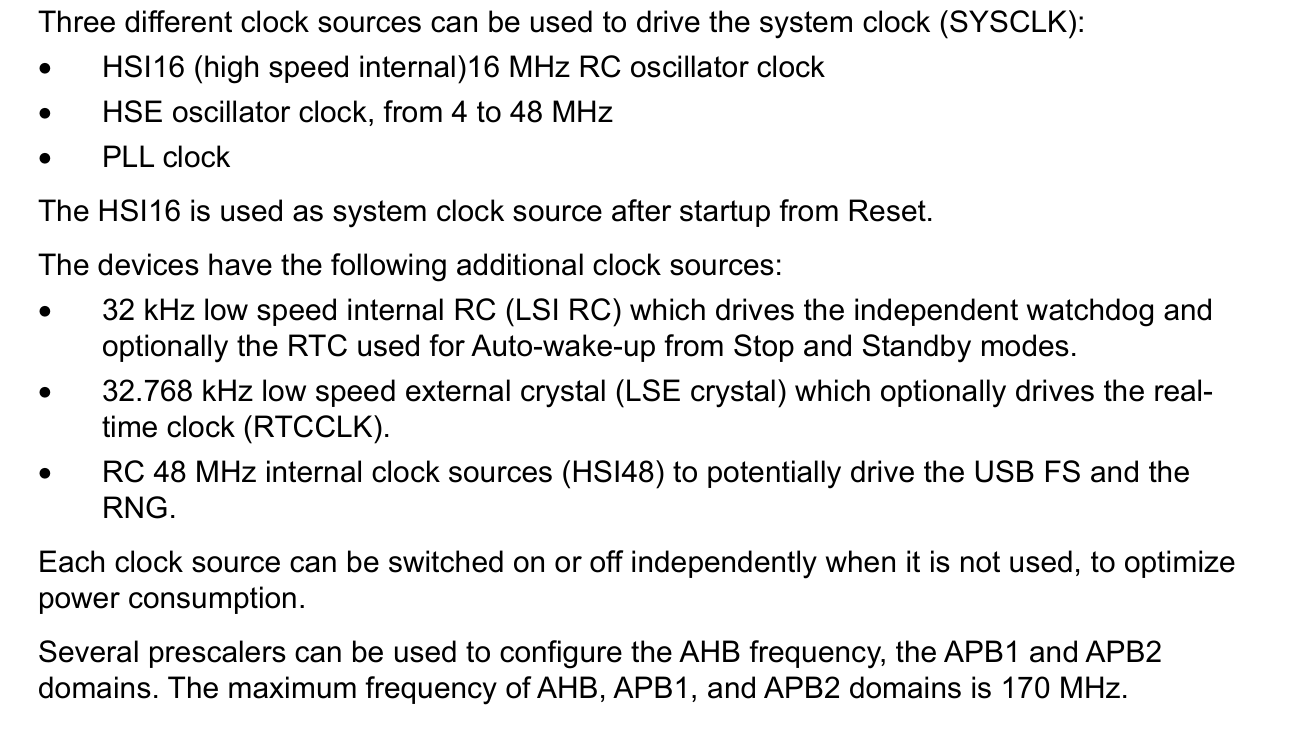 Three different clock sources can be used to drive the system clock (SYSCLK):
• HSI16 (high speed internal)16 MHz RC oscillator clock
• HSE oscillator clock, from 4 to 48 MHz
• PLL clock
The HSI16 is used as system clock source after startup from Reset.
The devices have the following additional clock sources:
• 32 kHz low speed internal RC (LSI RC) which drives the independent watchdog and
optionally the RTC used for Auto-wake-up from Stop and Standby modes.
• 32.768 kHz low speed external crystal (LSE crystal) which optionally drives the real-
time clock (RTCCLK).
• RC 48 MHz internal clock sources (HSI48) to potentially drive the USB FS and the
RNG.
Each clock source can be switched on or off independently when it is not used, to optimize
power consumption.
Several prescalers can be used to configure the AHB frequency, the APB1 and APB2
domains. The maximum frequency of AHB, APB1, and APB2 domains is 170 MHz.